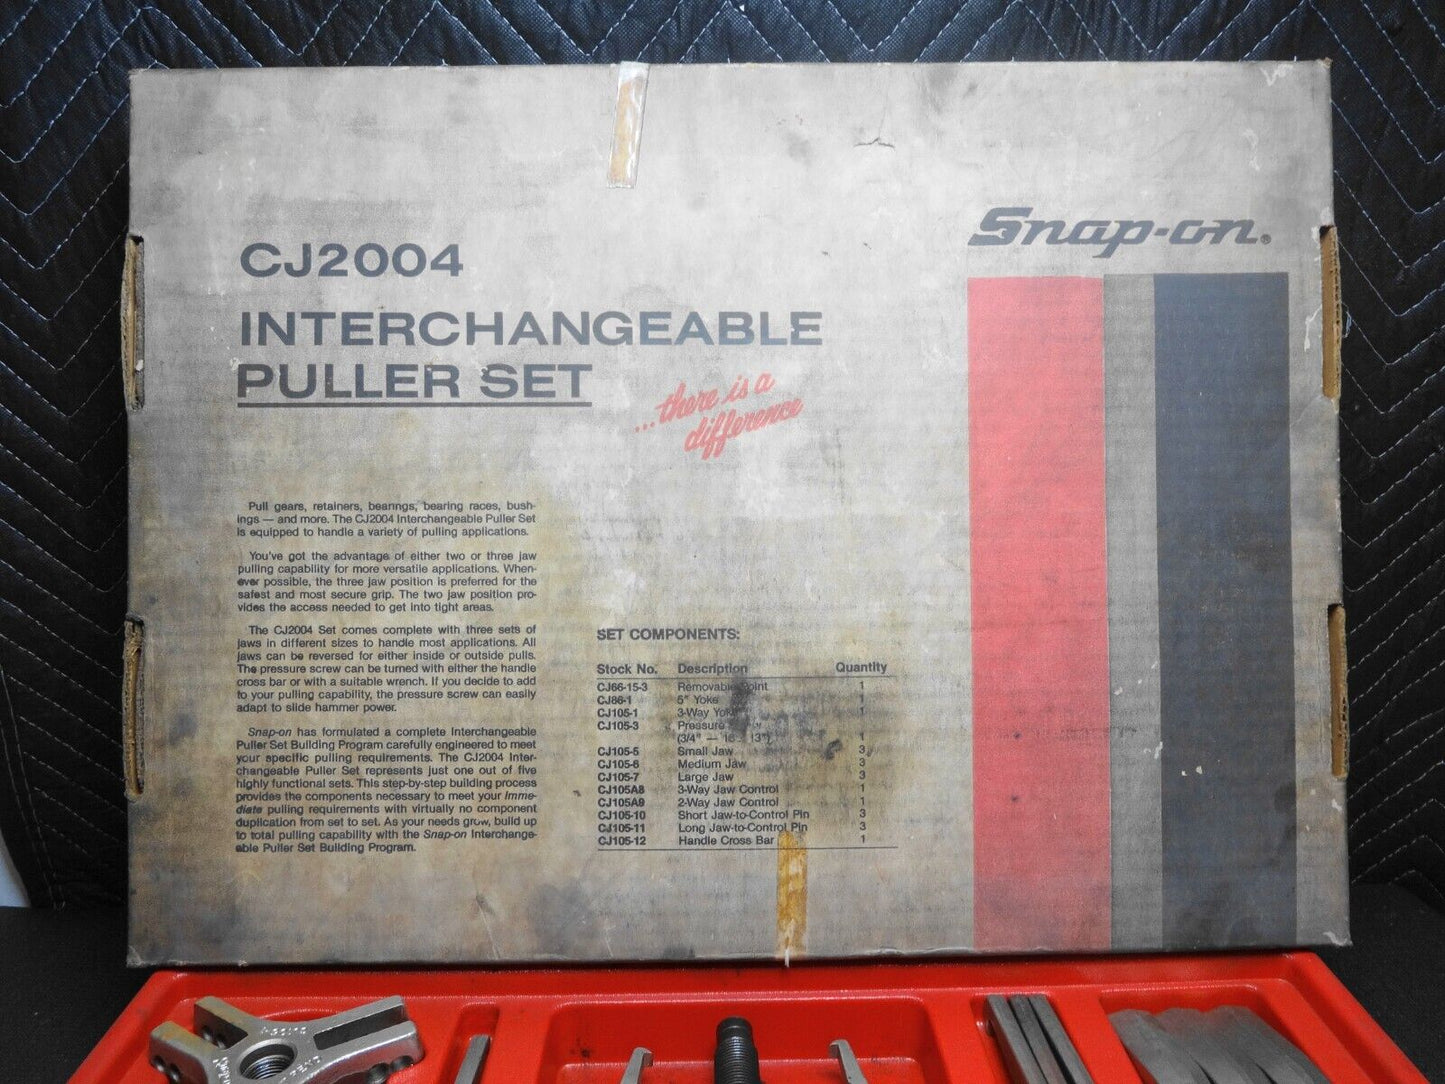 Snap-on®
CJ2004
INTERCHANGEABLE
PULLER SET
...there is a
difference
Pull gears, retainers, bearings, bearing races, bush-
ings — and more. The CJ2004 Interchangeable Puller Set
is equipped to handle a variety of pulling applications.
You've got the advantage of either two or three jaw
pulling capability for more versatile applications. When-
ever possible, the three jaw position is preferred for the
safest and most secure grip. The two jaw position pro-
vides the access needed to get into tight areas.
The CJ2004 Set comes complete with three sets of
jaws in different sizes to handle most applications. All
jaws can be reversed for either inside or outside pulls.
The pressure screw can be turned with either the handle
cross bar or with a suitable wrench. If you decide to add
to your pulling capability, the pressure screw can easily
adapt to slide hammer power.
Snap-on has formulated a complete Interchangeable
Puller Set Building Program carefully engineered to meet
your specific pulling requirements. The CJ2004 Inter-
changeable Puller Set represents just one out of five
highly functional sets. This step-by-step building process
provides the components necessary to meet your imme-
diate pulling requirements with virtually no component
duplication from set to set. As your needs grow, build up
to total pulling capability with the Snap-on Interchange-
able Puller Set Building Program.
SET COMPONENTS:
Stock No. Description Quantity
CJ66-15-3 Removable Point 1
CJ86-1 5" Yoke 1
CJ105-1 3-Way Yoke 1
CJ105-3 Pressure
(3/4" — 16 13") 1
CJ105-5 Small Jaw 3
CJ105-6 Medium Jaw 3
CJ105-7 Large Jaw 3
CJ105A8 3-Way Jaw Control 1
CJ105A9 2-Way Jaw Control 1
CJ105-10 Short Jaw-to-Control Pin 3
CJ105-11 Long Jaw-to-Control Pin 3
CJ105-12 Handle Cross Bar 1